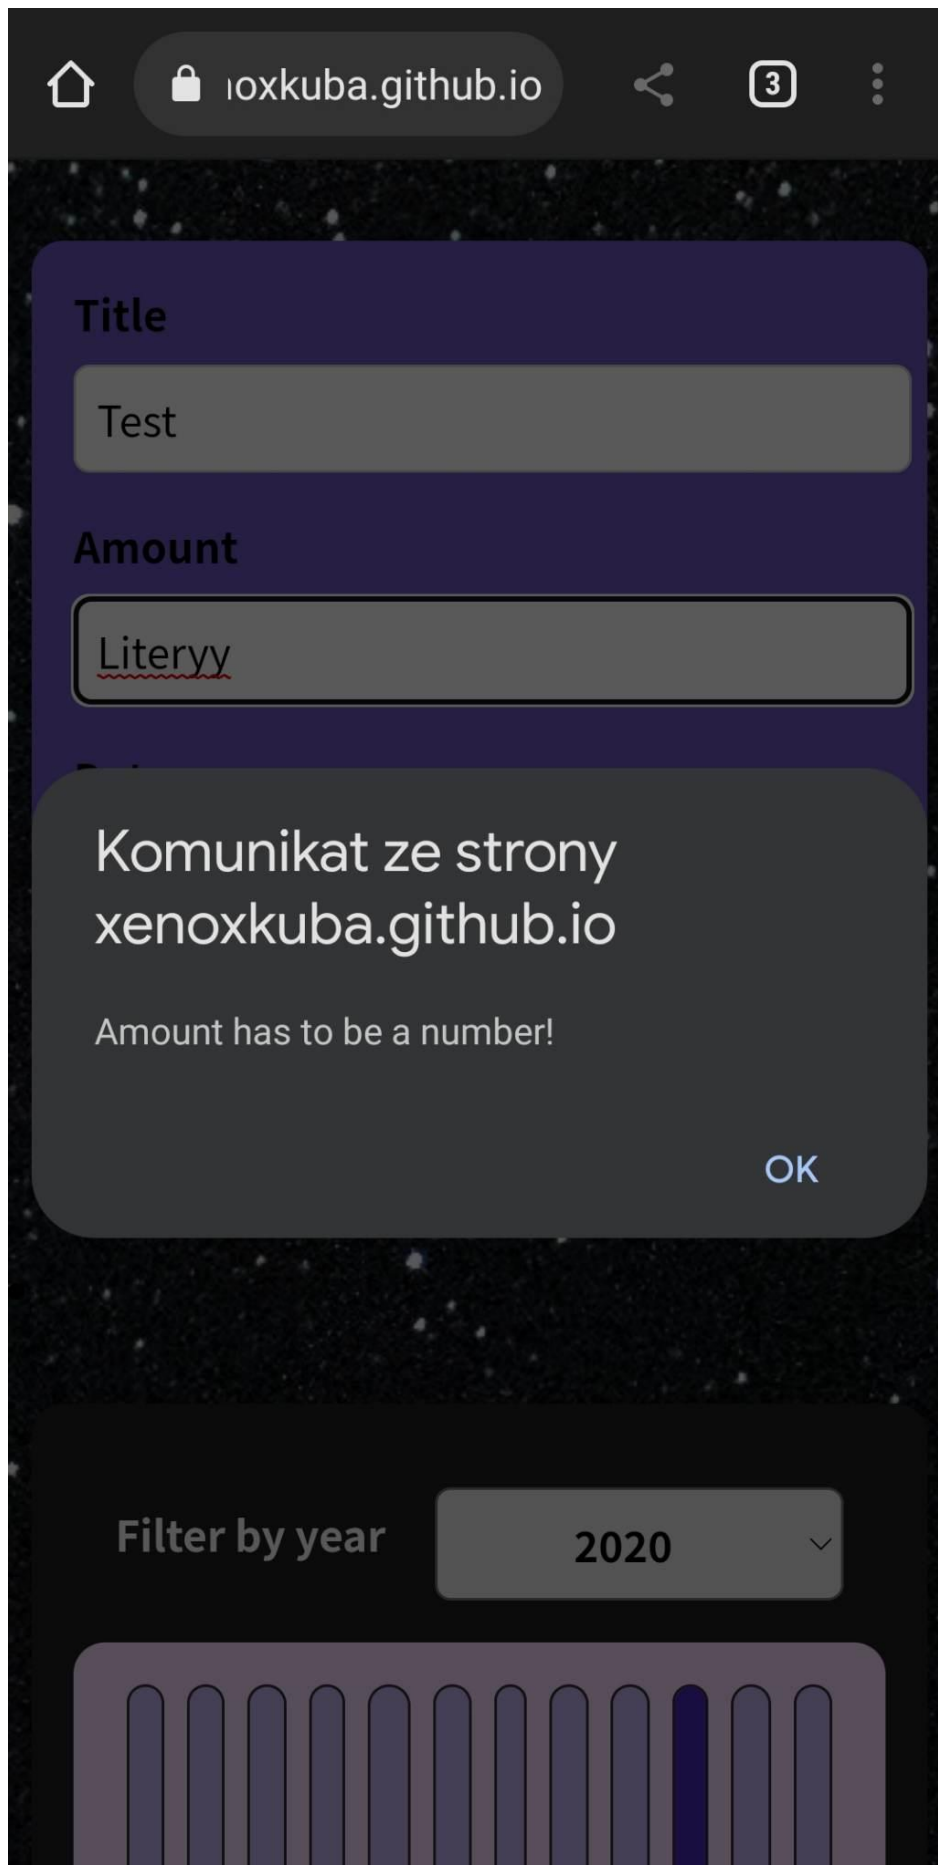 noxkuba.github.io
3
Title
Test
Amount
Literyy
Komunikat ze strony
xenoxkuba.github.io
Amount has to be a number!
OK
Filter by year
2020